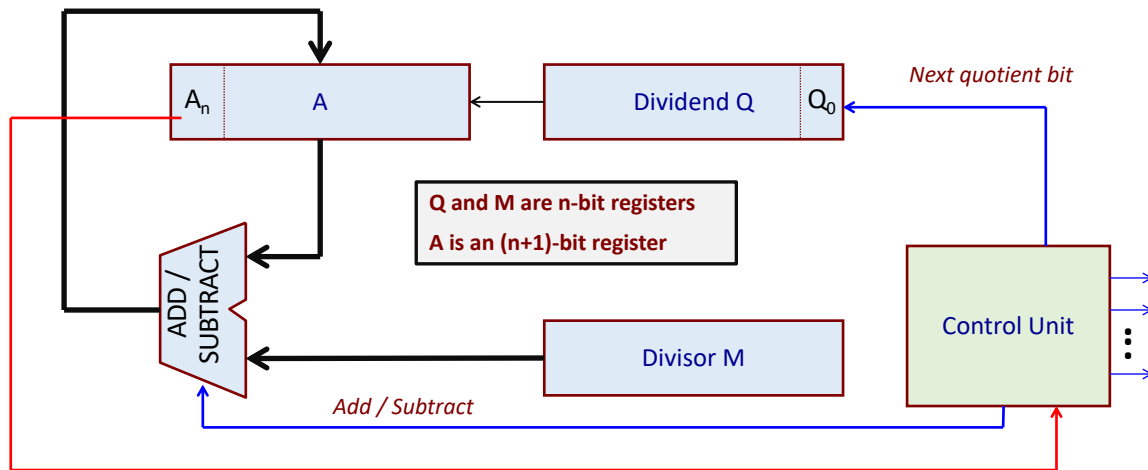 Next quotient bit
Aₙ
A
Dividend Q
Q₀
Q and M are n-bit registers
A is an (n+1)-bit register
ADD /
SUBTRACT
Control Unit
Divisor M
Add / Subtract